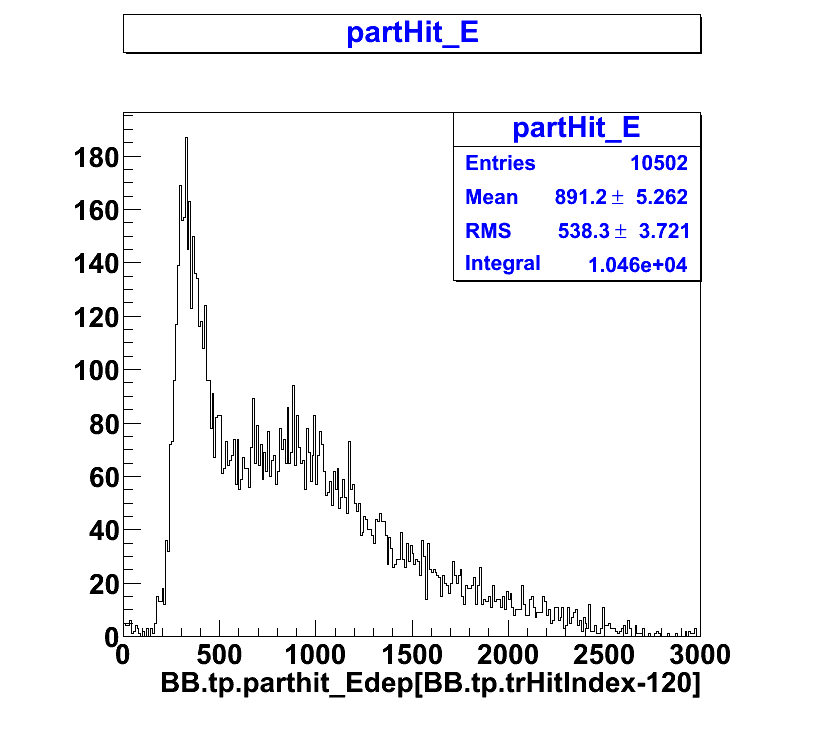 partHit_E
partHit_E
Entries 10502
Mean 891.2 ± 5.262
RMS 538.3 ± 3.721
Integral 1.046e+04
180
160
140
120
100
80
60
40
20
0
0 500 1000 1500 2000 2500 3000
BB.tp.parthit_Edep[BB.tp.trHitIndex-120]